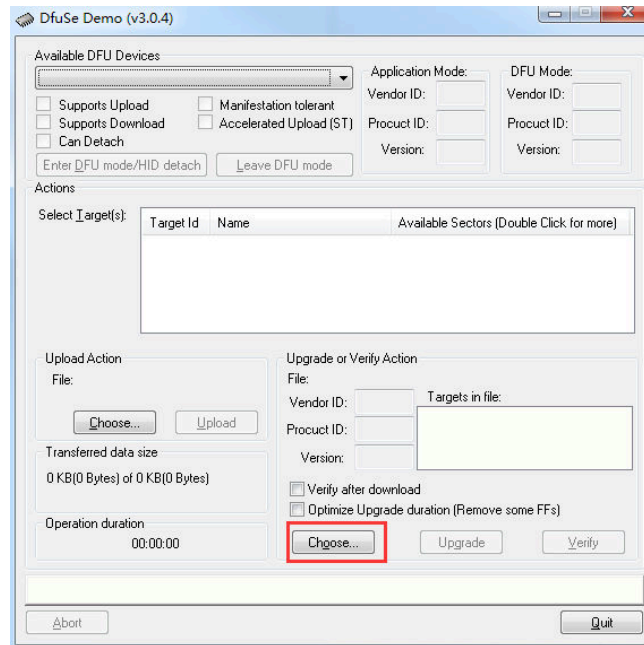 DfuSe Demo (v3.0.4)
Available DFU Devices
Supports Upload
Manifestation tolerant
Supports Download
Accelerated Upload (ST)
Can Detach
Enter DFU mode/HID detach
Leave DFU mode
Application Mode:
Vendor ID:
Procuct ID:
Version:
DFU Mode:
Vendor ID:
Procuct ID:
Version:
Actions
Select Target(s):
Target Id Name Available Sectors (Double Click for more)
Upload Action
File:
Choose... Upload
Transferred data size
0 KB(0 Bytes) of 0 KB(0 Bytes)
Operation duration
00:00:00
Upgrade or Verify Action
File:
Vendor ID:
Procuct ID:
Version:
Targets in file:
Verify after download
Optimize Upgrade duration (Remove some FFs)
Choose... Upgrade Verify
Abort Quit